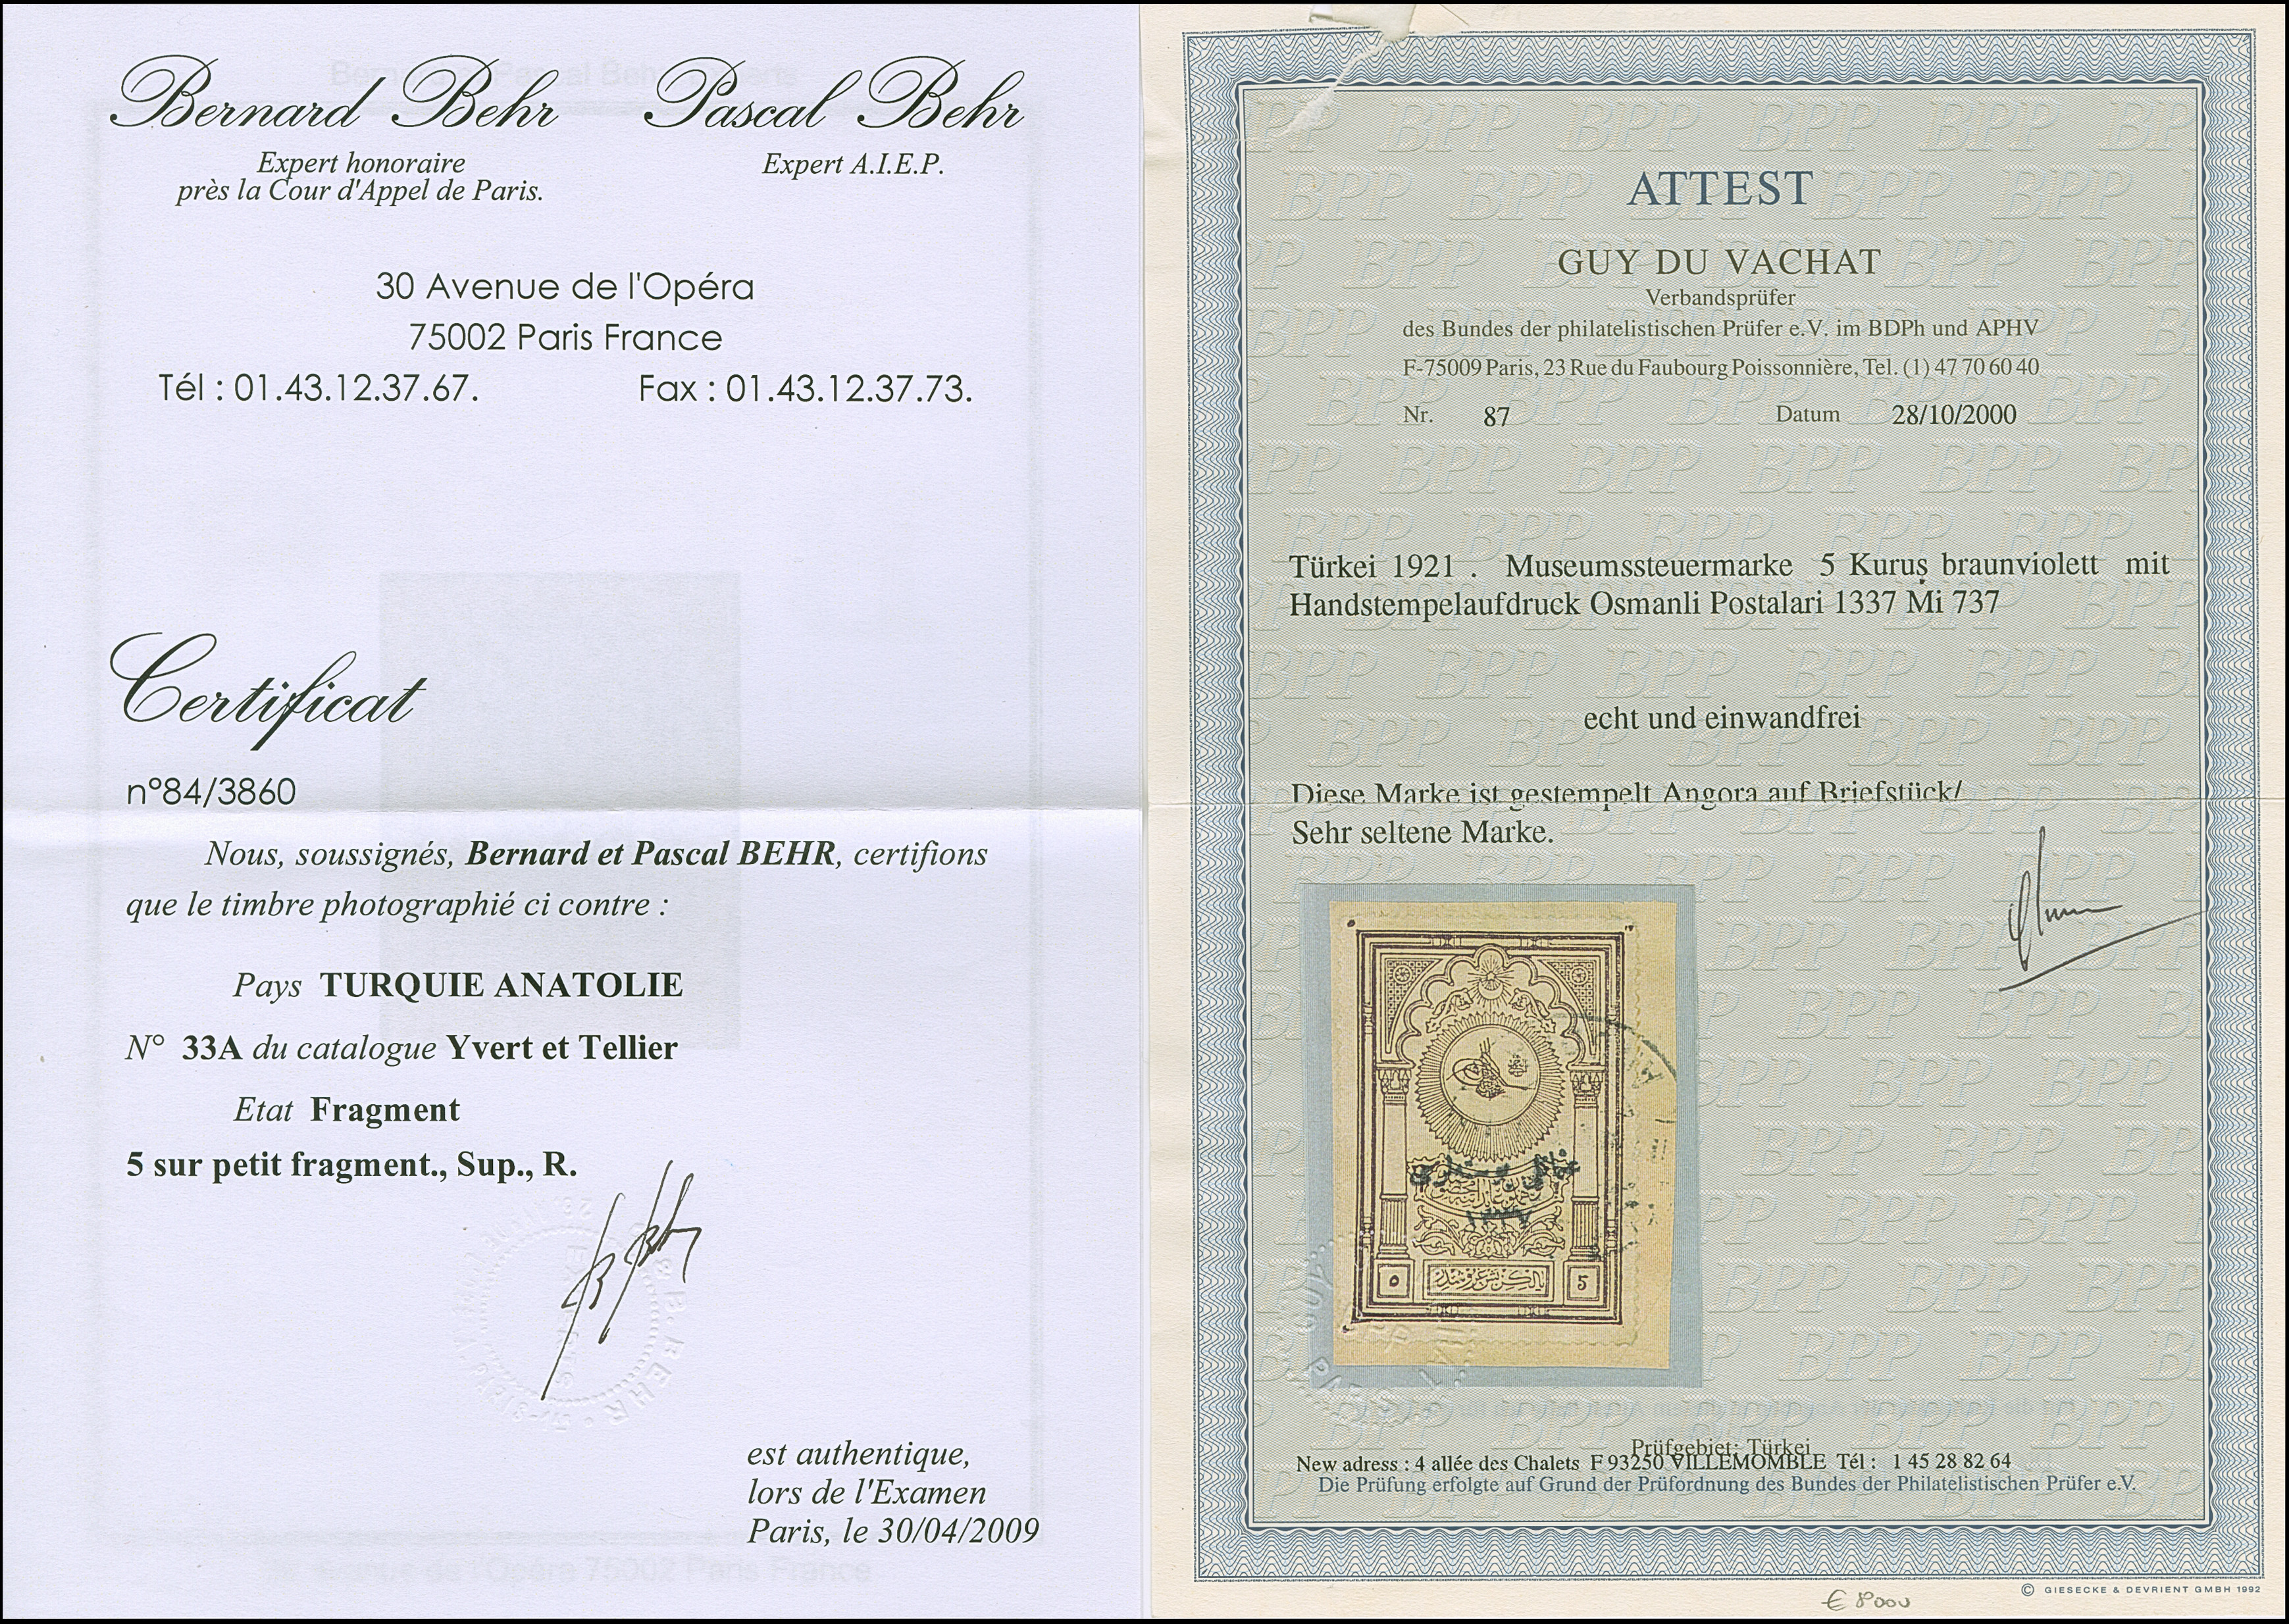 Bernard Behr Pascal Behr
Expert honoraire
près la Cour d'Appel de Paris.
Expert A.I.E.P.
30 Avenue de l'Opéra
75002 Paris France
Tél : 01.43.12.37.67. Fax : 01.43.12.37.73.
Certificat
n°84/3860
Nous, soussignés, Bernard et Pascal BEHR, certifions
que le timbre photographié ci contre :
Pays TURQUIE ANATOLIE
N° 33A du catalogue Yvert et Tellier
Etat Fragment
5 sur petit fragment., Sup., R.
est authentique,
lors de l'Examen
Paris, le 30/04/2009
ATTEST
GUY DU VACHAT
Verbandsprüfer
des Bundes der philatelistischen Prüfer e.V. im BDPh und APHV
F-75009 Paris, 23 Rue du Faubourg Poissonnière, Tel. (1) 47 70 60 40
Nr. 87 Datum 28/10/2000
Türkei 1921 . Museumssteuermarke 5 Kuruş braunviolett mit
Handstempelaufdruck Osmanli Postalari 1337 Mi 737
echt und einwandfrei
Diese Marke ist gestempelt Angora auf Briefstück/
Sehr seltene Marke.
١٣٣٧
٥ 5
Prüfgebiet: Türkei
New adress : 4 allée des Chalets F 93250 VILLEMOMBLE Tél : 1 45 28 82 64
Die Prüfung erfolgte auf Grund der Prüfordnung des Bundes der Philatelistischen Prüfer e.V.
© GIESECKE & DEVRIENT GMBH 1992
€ 8000